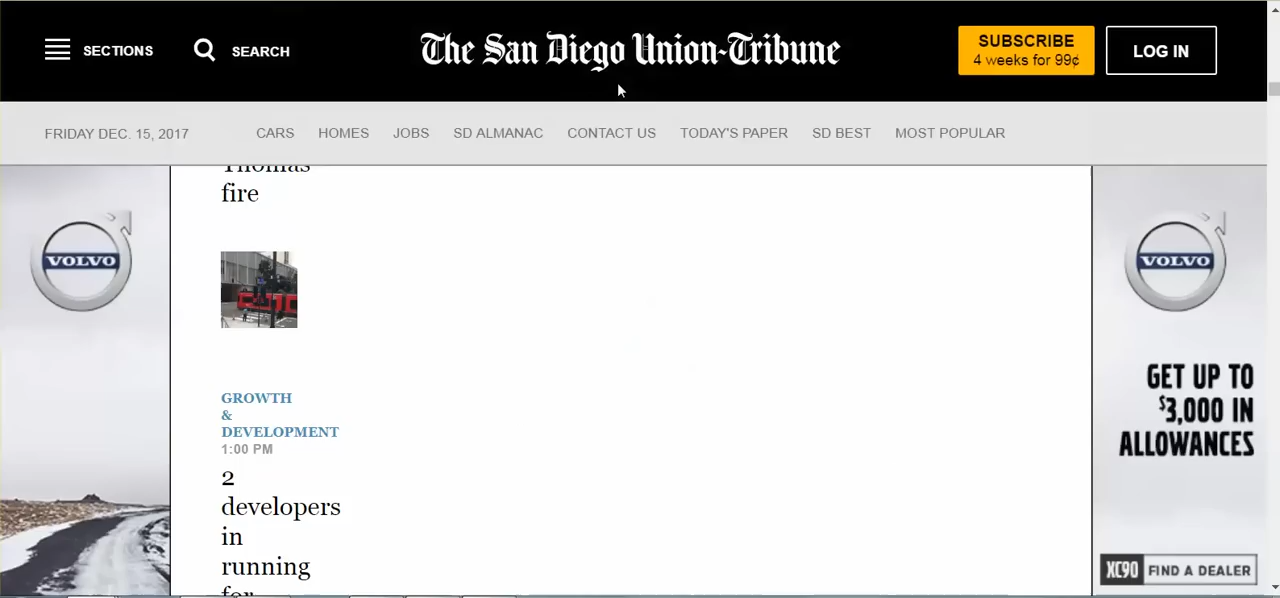 SECTIONS
SEARCH
The San Diego Union-Tribune
SUBSCRIBE
4 weeks for 99¢
LOG IN
FRIDAY DEC. 15, 2017
CARS
HOMES
JOBS
SD ALMANAC
CONTACT US
TODAY'S PAPER
SD BEST
MOST POPULAR
Thomas
fire
GROWTH
&
DEVELOPMENT
1:00 PM
2
developers
in
running
for
VOLVO
VOLVO
GET UP TO
$3,000 IN
ALLOWANCES
XC90 FIND A DEALER